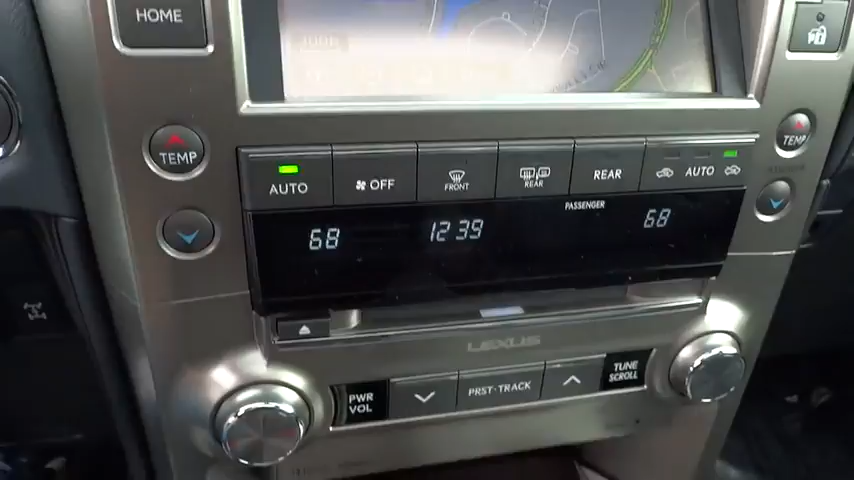 HOME
TEMP
AUTO
OFF
FRONT
REAR
REAR
AUTO
TEMP
PASSENGER
68
12 39
68
LEXUS
PWR
VOL
PRST·TRACK
TUNE
SCROLL